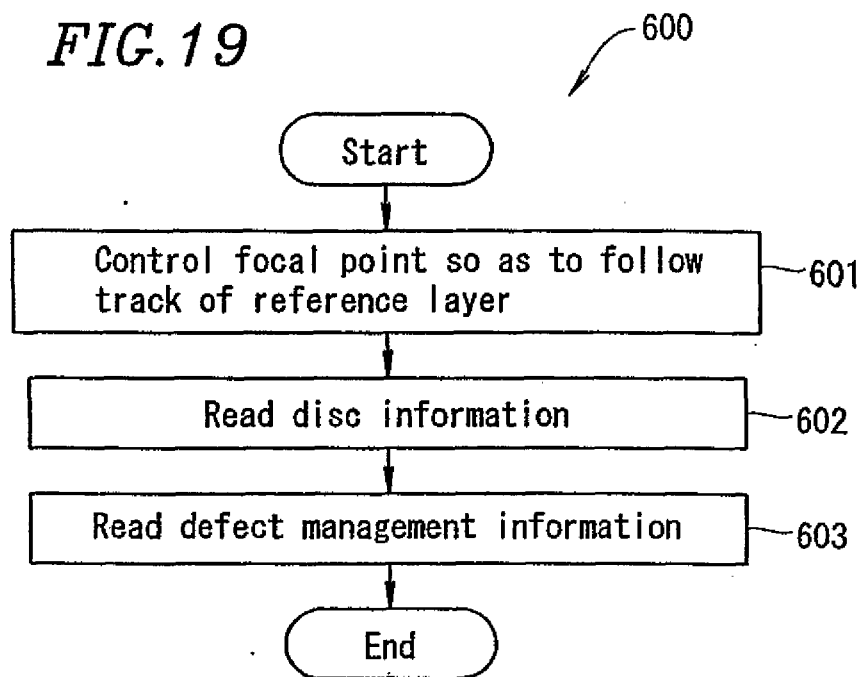 FIG.19
600
Start
Control focal point so as to follow
track of reference layer
601
Read disc information
602
Read defect management information
603
End